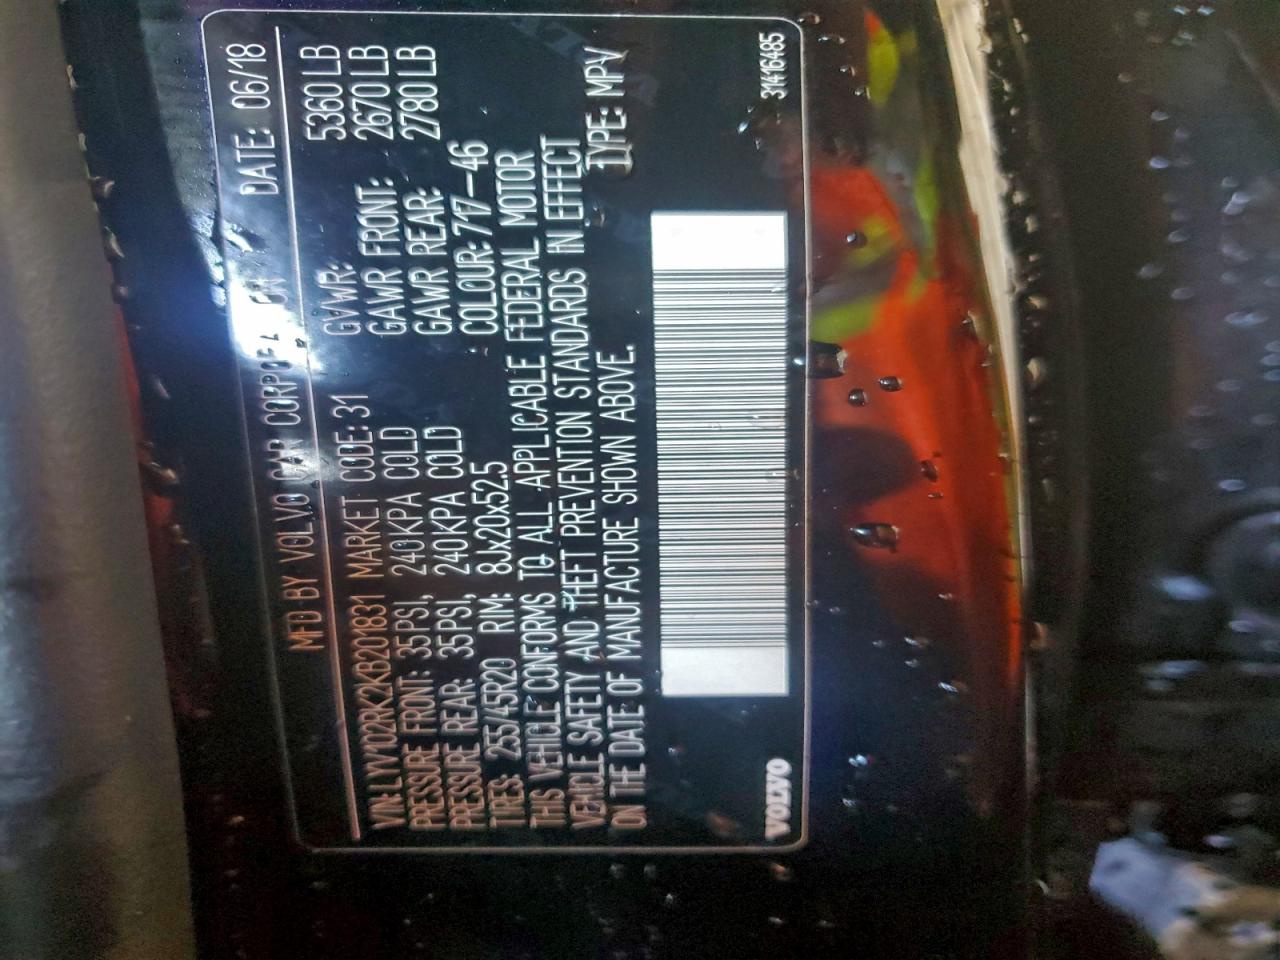 MFD BY VOLVO CAR CORPORATION DATE: 06/18
VIN:LYV102RK2KB201831 MARKET CODE:31 GVWR: 5360LB
PRESSURE FRONT: 35PSI, 240KPA COLD GAWR FRONT: 2670LB
PRESSURE REAR: 35PSI, 240KPA COLD GAWR REAR: 2780LB
TIRES: 255/45R20 RIM: 8Jx20x52.5 COLOUR:717-46
THIS VEHICLE CONFORMS TO ALL APPLICABLE FEDERAL MOTOR
VEHICLE SAFETY AND THEFT PREVENTION STANDARDS IN EFFECT
ON THE DATE OF MANUFACTURE SHOWN ABOVE. TYPE: MPV
VOLVO 31416485